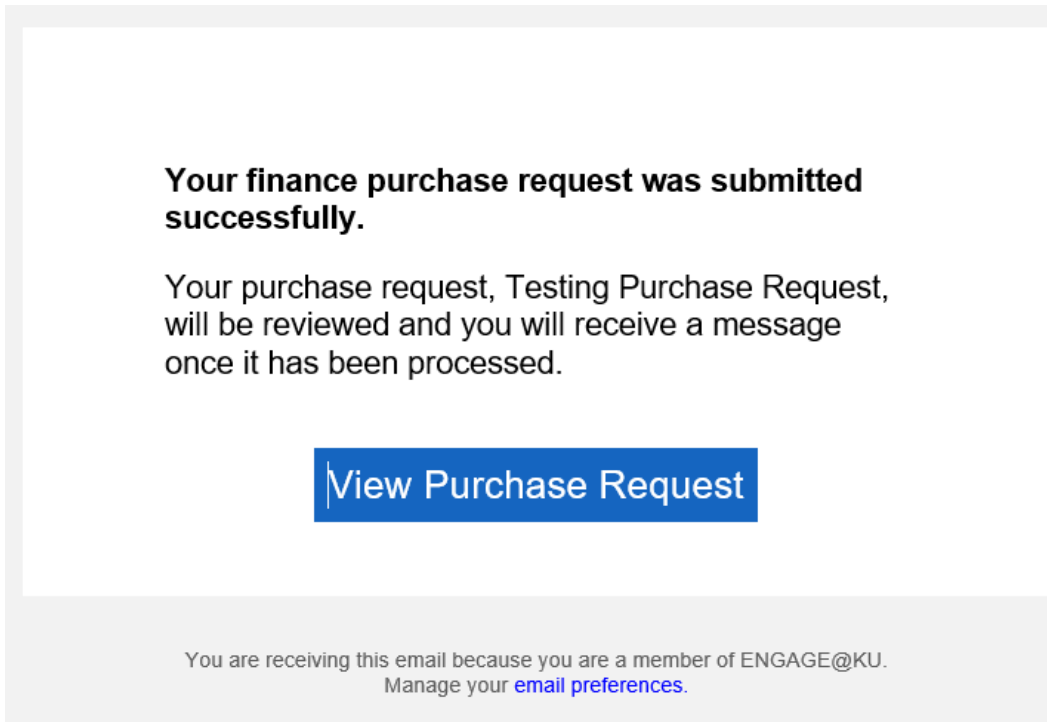 Your finance purchase request was submitted
successfully.
Your purchase request, Testing Purchase Request,
will be reviewed and you will receive a message
once it has been processed.
View Purchase Request
You are receiving this email because you are a member of ENGAGE@KU.
Manage your email preferences.